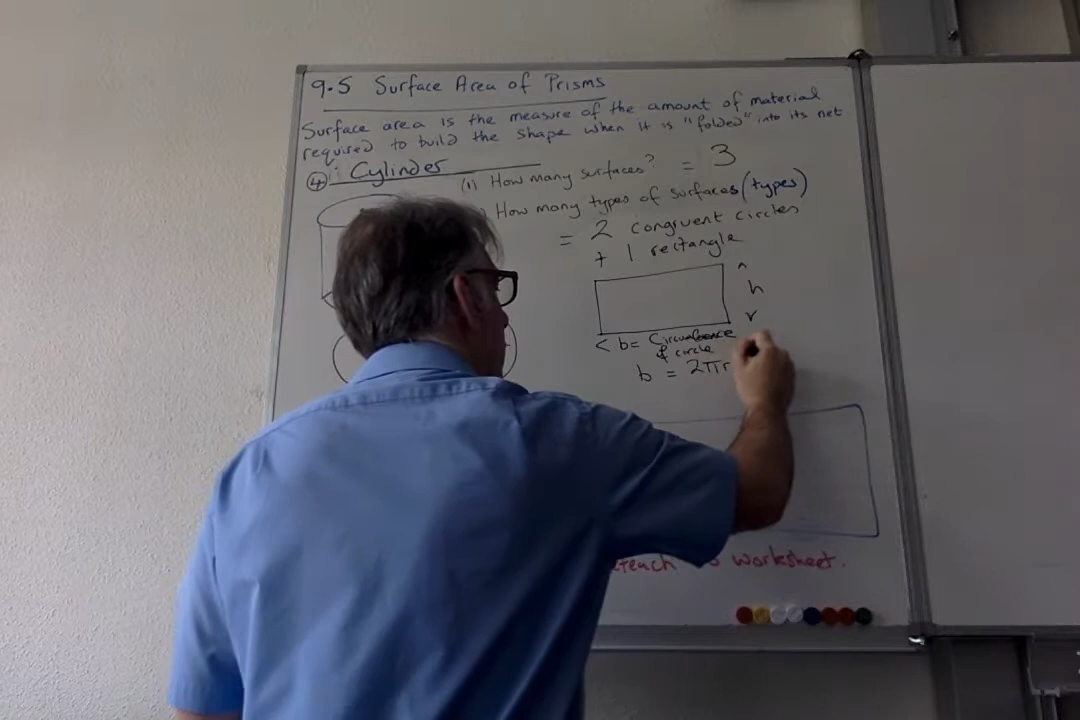 9.5 Surface Area of Prisms
Surface area is the measure of the amount of material
required to build the shape when it is "folded" into its net
④: Cylinder
(1) How many surfaces? = 3
How many types of surfaces (types)
= 2 congruent circles
+ 1 rectangle
^
h
v
< b = Circumference
of circle
b = 2πr
worksheet.